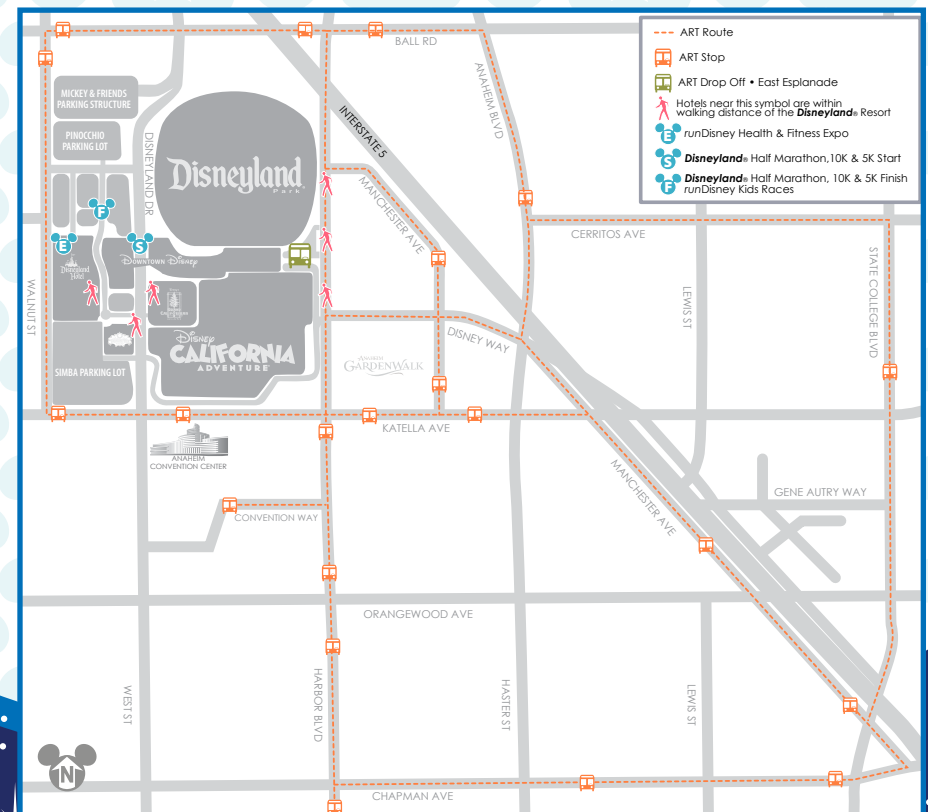 ART Route
ART Stop
ART Drop Off • East Esplanade
Hotels near this symbol are within
walking distance of the Disneyland® Resort
E
runDisney Health & Fitness Expo
S
Disneyland® Half Marathon,10K & 5K Start
F
Disneyland® Half Marathon, 10K & 5K Finish
runDisney Kids Races
BALL RD
ANAHEIM BLVD
INTERSTATE 5
MICKEY & FRIENDS
PARKING STRUCTURE
PINOCCHIO
PARKING LOT
DISNEYLAND DR
Disneyland
Park
MANCHESTER AVE
F
E
S
CERRITOS AVE
Disneyland
Hotel
DOWNTOWN DISNEY
WALNUT ST
LEWIS ST
STATE COLLEGE BLVD
DISNEY WAY
Disney
CALIFORNIA
ADVENTURE
ANAHEIM
GARDENWALK
SIMBA PARKING LOT
KATELLA AVE
ANAHEIM
CONVENTION CENTER
MANCHESTER AVE
GENE AUTRY WAY
CONVENTION WAY
ORANGEWOOD AVE
WEST ST
HARBOR BLVD
HASTER ST
LEWIS ST
N
CHAPMAN AVE